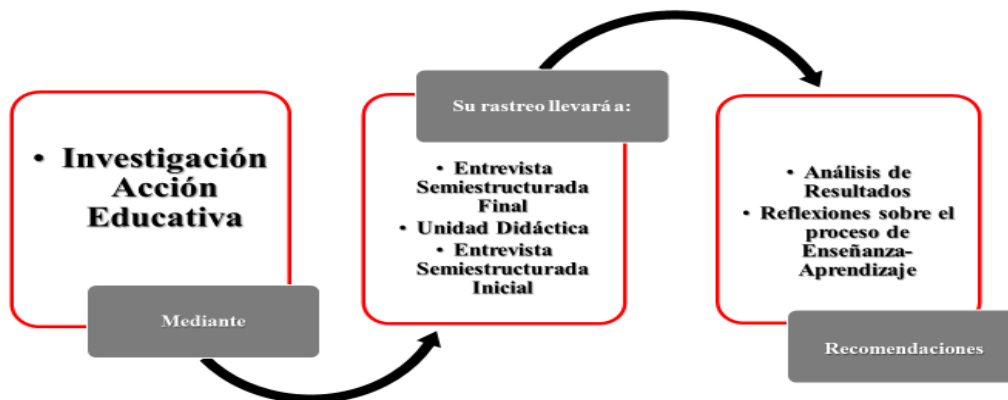 • Investigación
Acción
Educativa
Mediante
Su rastreo llevará a:
• Entrevista
Semiestructurada
Final
• Unidad Didáctica
• Entrevista
Semiestructurada
Inicial
• Análisis de
Resultados
• Reflexiones sobre el
proceso de
Enseñanza-
Aprendizaje
Recomendaciones